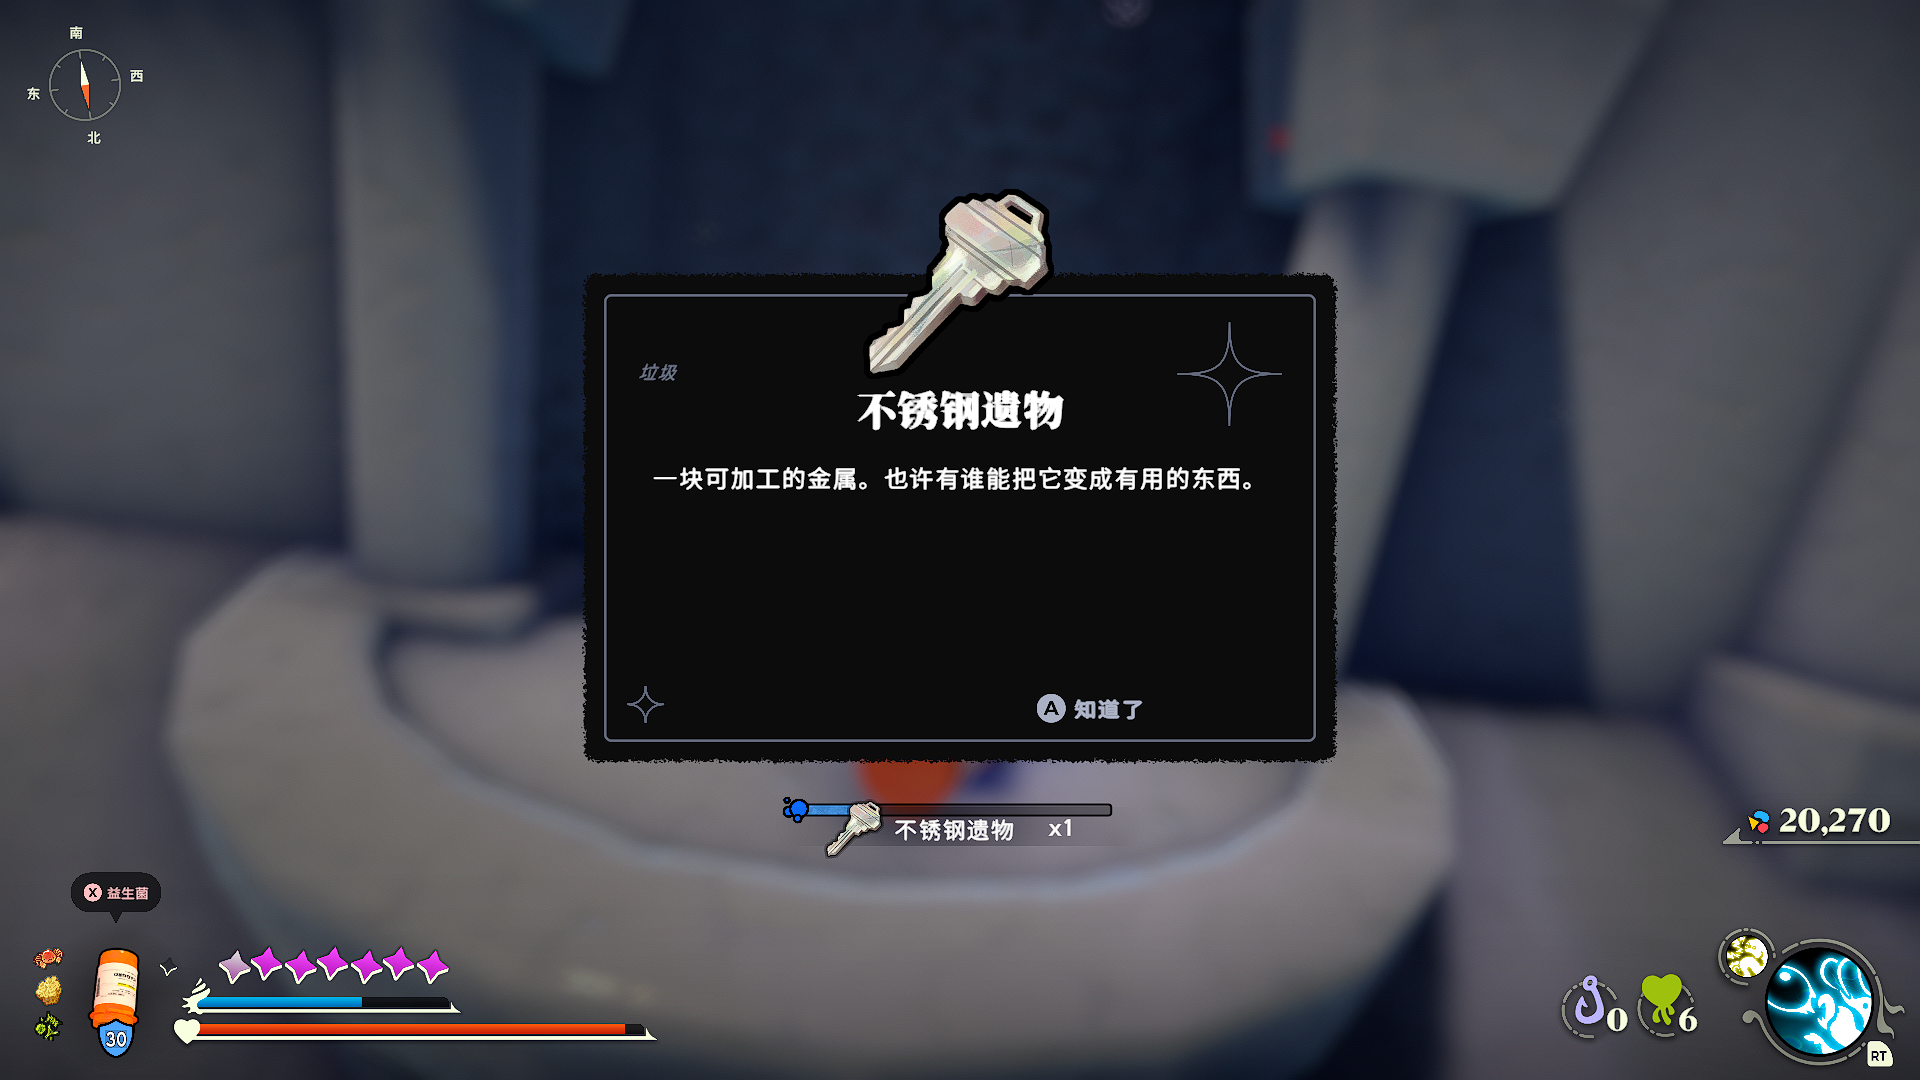 南
西
东
北
垃圾
不锈钢遗物
一块可加工的金属。也许有谁能把它变成有用的东西。
A 知道了
不锈钢遗物 x1
20,270
X 益生菌
30
0
6
RT